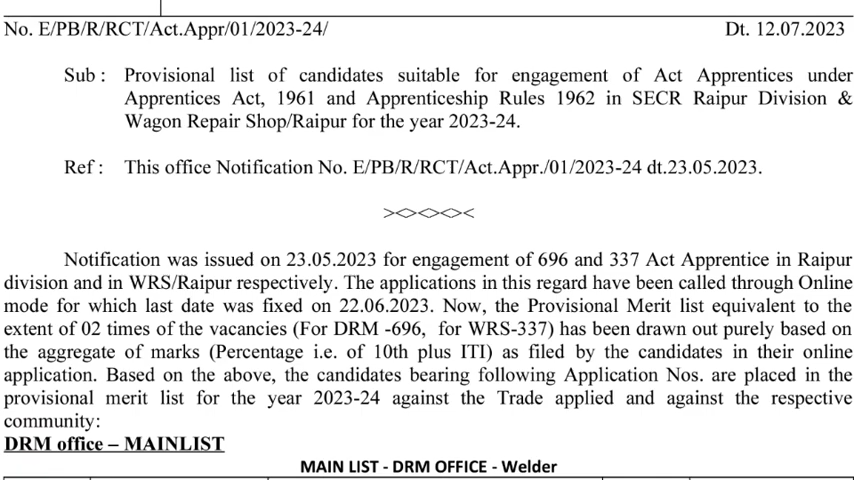 No. E/PB/R/RCT/Act.Appr/01/2023-24/ Dt. 12.07.2023
Sub : Provisional list of candidates suitable for engagement of Act Apprentices under
Apprentices Act, 1961 and Apprenticeship Rules 1962 in SECR Raipur Division &
Wagon Repair Shop/Raipur for the year 2023-24.
Ref : This office Notification No. E/PB/R/RCT/Act.Appr./01/2023-24 dt.23.05.2023.
><><><><
Notification was issued on 23.05.2023 for engagement of 696 and 337 Act Apprentice in Raipur
division and in WRS/Raipur respectively. The applications in this regard have been called through Online
mode for which last date was fixed on 22.06.2023. Now, the Provisional Merit list equivalent to the
extent of 02 times of the vacancies (For DRM -696, for WRS-337) has been drawn out purely based on
the aggregate of marks (Percentage i.e. of 10th plus ITI) as filed by the candidates in their online
application. Based on the above, the candidates bearing following Application Nos. are placed in the
provisional merit list for the year 2023-24 against the Trade applied and against the respective
community:
DRM office – MAINLIST
MAIN LIST - DRM OFFICE - Welder